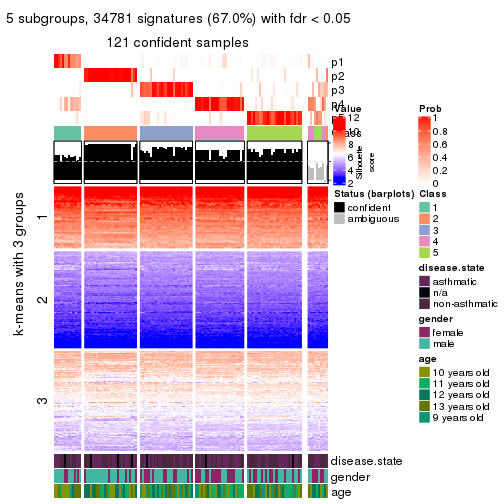 5 subgroups, 34781 signatures (67.0%) with fdr < 0.05
121 confident samples
p1
p2
p3
p4
p5
Class
Silhouette
score
1
2
3
k-means with 3 groups
disease.state
gender
age
Value
12
10
8
6
4
2
Status (barplots)
confident
ambiguous
Prob
1
0.8
0.6
0.4
0.2
0
Class
1
2
3
4
5
disease.state
asthmatic
n/a
non-asthmatic
gender
female
male
age
10 years old
11 years old
12 years old
13 years old
9 years old